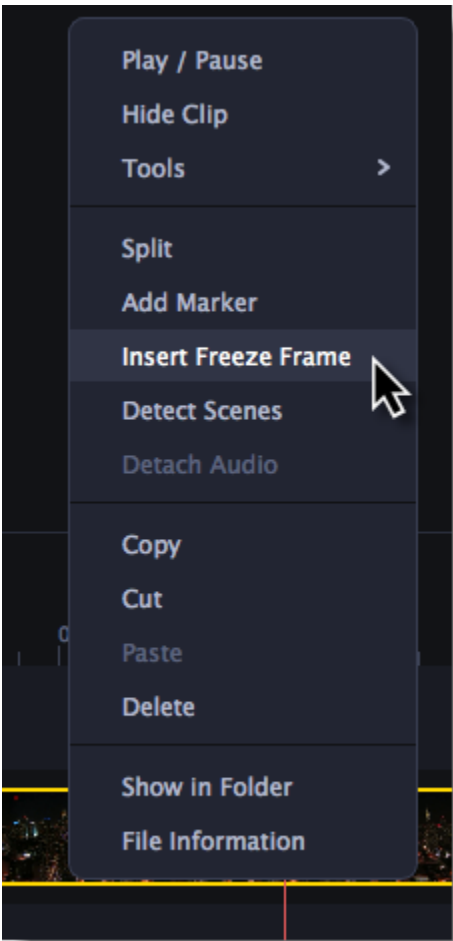 Play / Pause
Hide Clip
Tools >
Split
Add Marker
Insert Freeze Frame
Detect Scenes
Detach Audio
Copy
Cut
0
Paste
Delete
Show in Folder
File Information